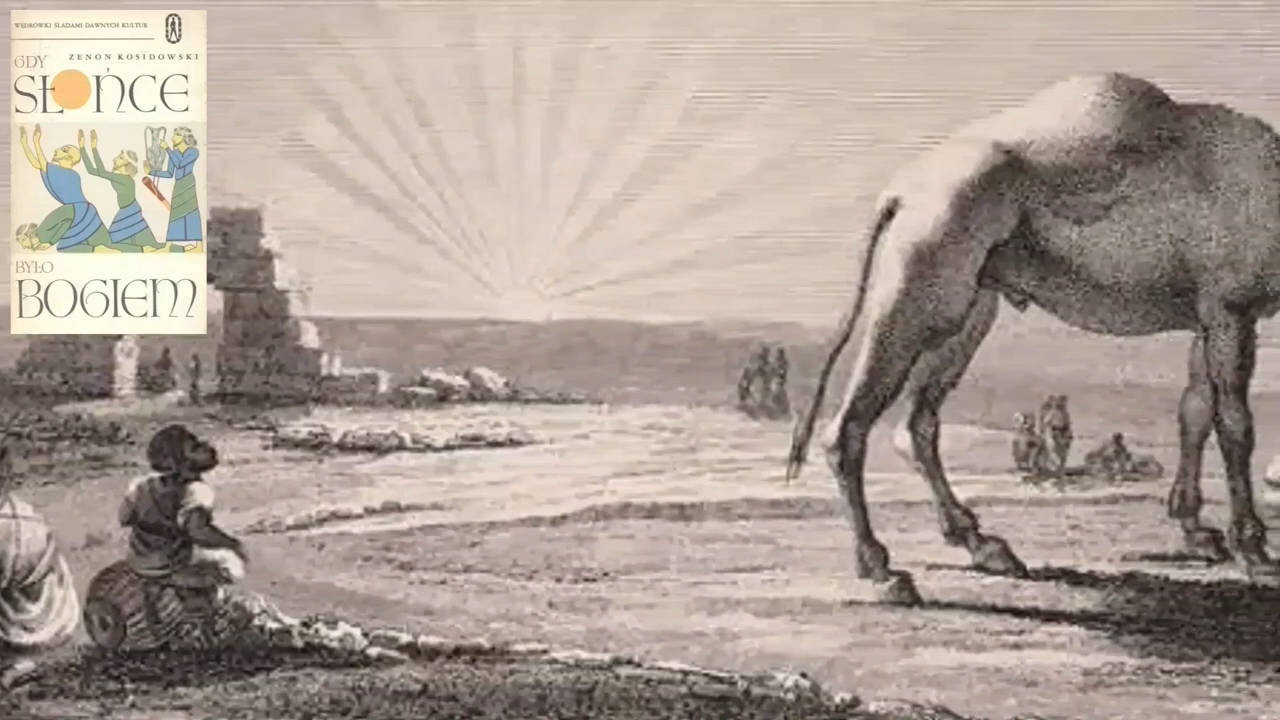 WĘDRÓWKI ŚLADAMI DAWNYCH KULTUR
ZENON KOSIDOWSKI
GDY
SŁOŃCE
BYŁO
BOGIEM